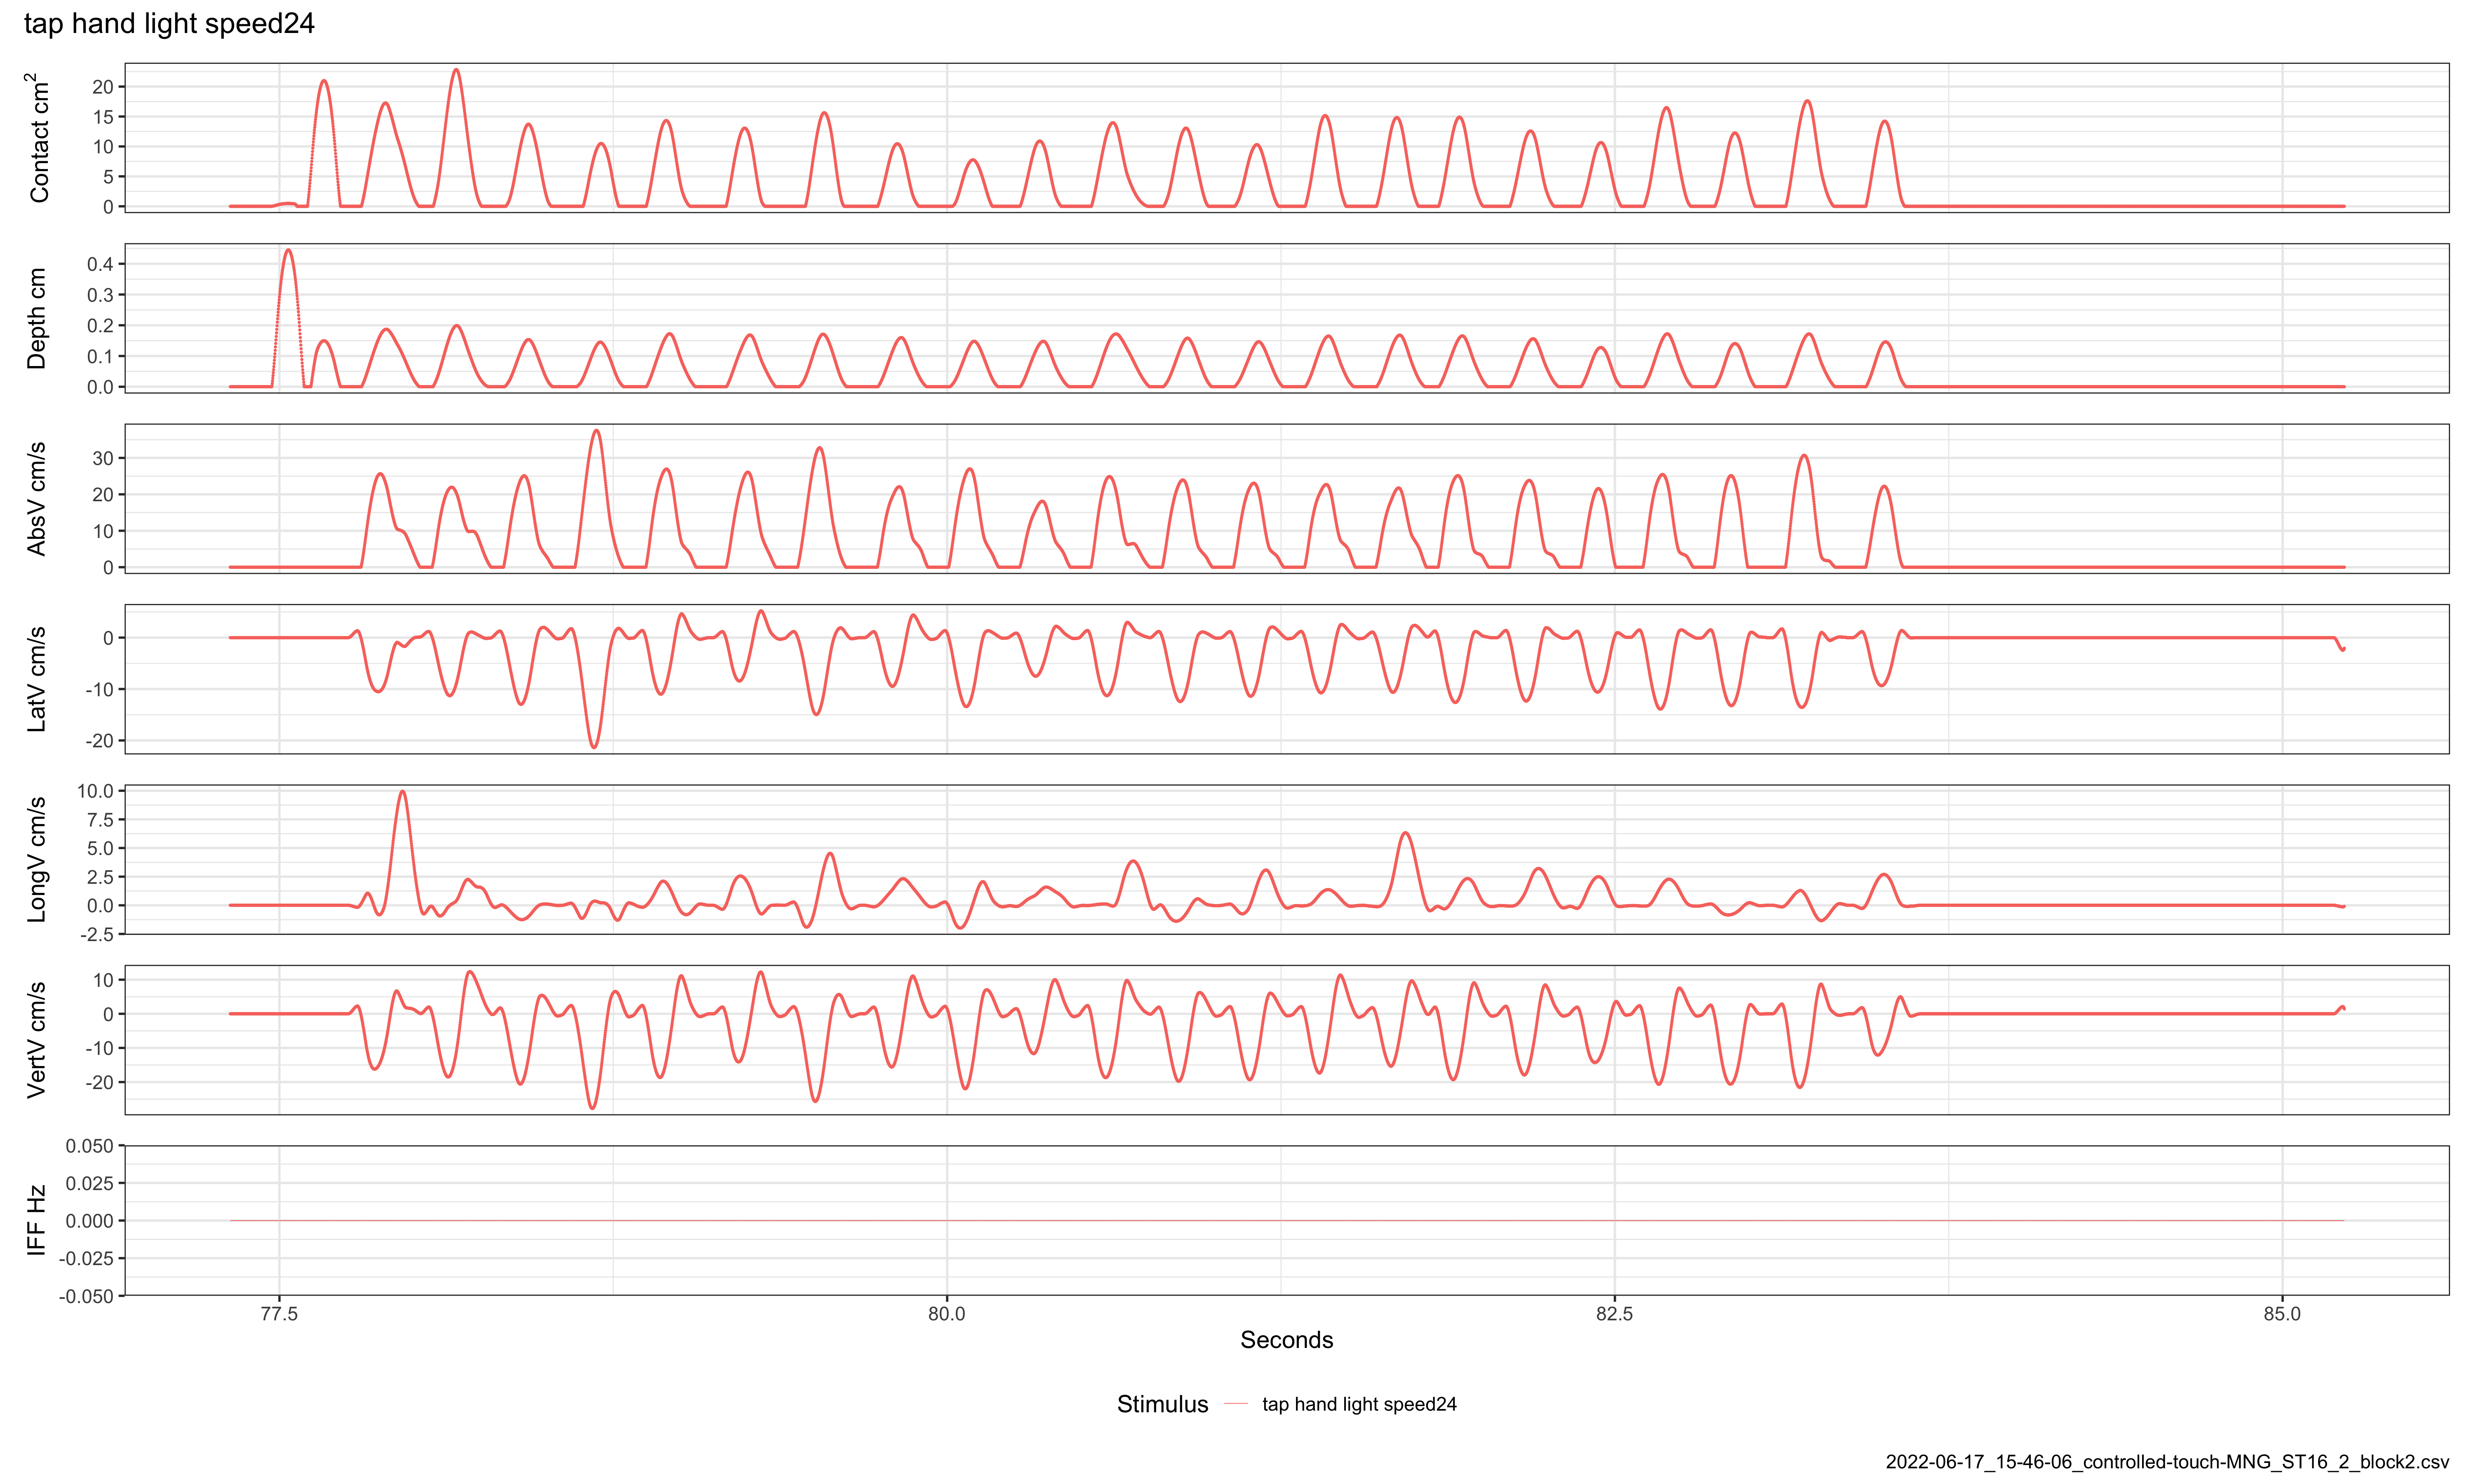 tap hand light speed24
Contact cm2
20
15
10
5
0
Depth cm
0.4
0.3
0.2
0.1
0.0
AbsV cm/s
30
20
10
0
LatV cm/s
0
-10
-20
LongV cm/s
10.0
7.5
5.0
2.5
0.0
-2.5
VertV cm/s
10
0
-10
-20
IFF Hz
0.050
0.025
0.000
-0.025
-0.050
77.5 80.0 82.5 85.0
Seconds
Stimulus tap hand light speed24
2022-06-17_15-46-06_controlled-touch-MNG_ST16_2_block2.csv